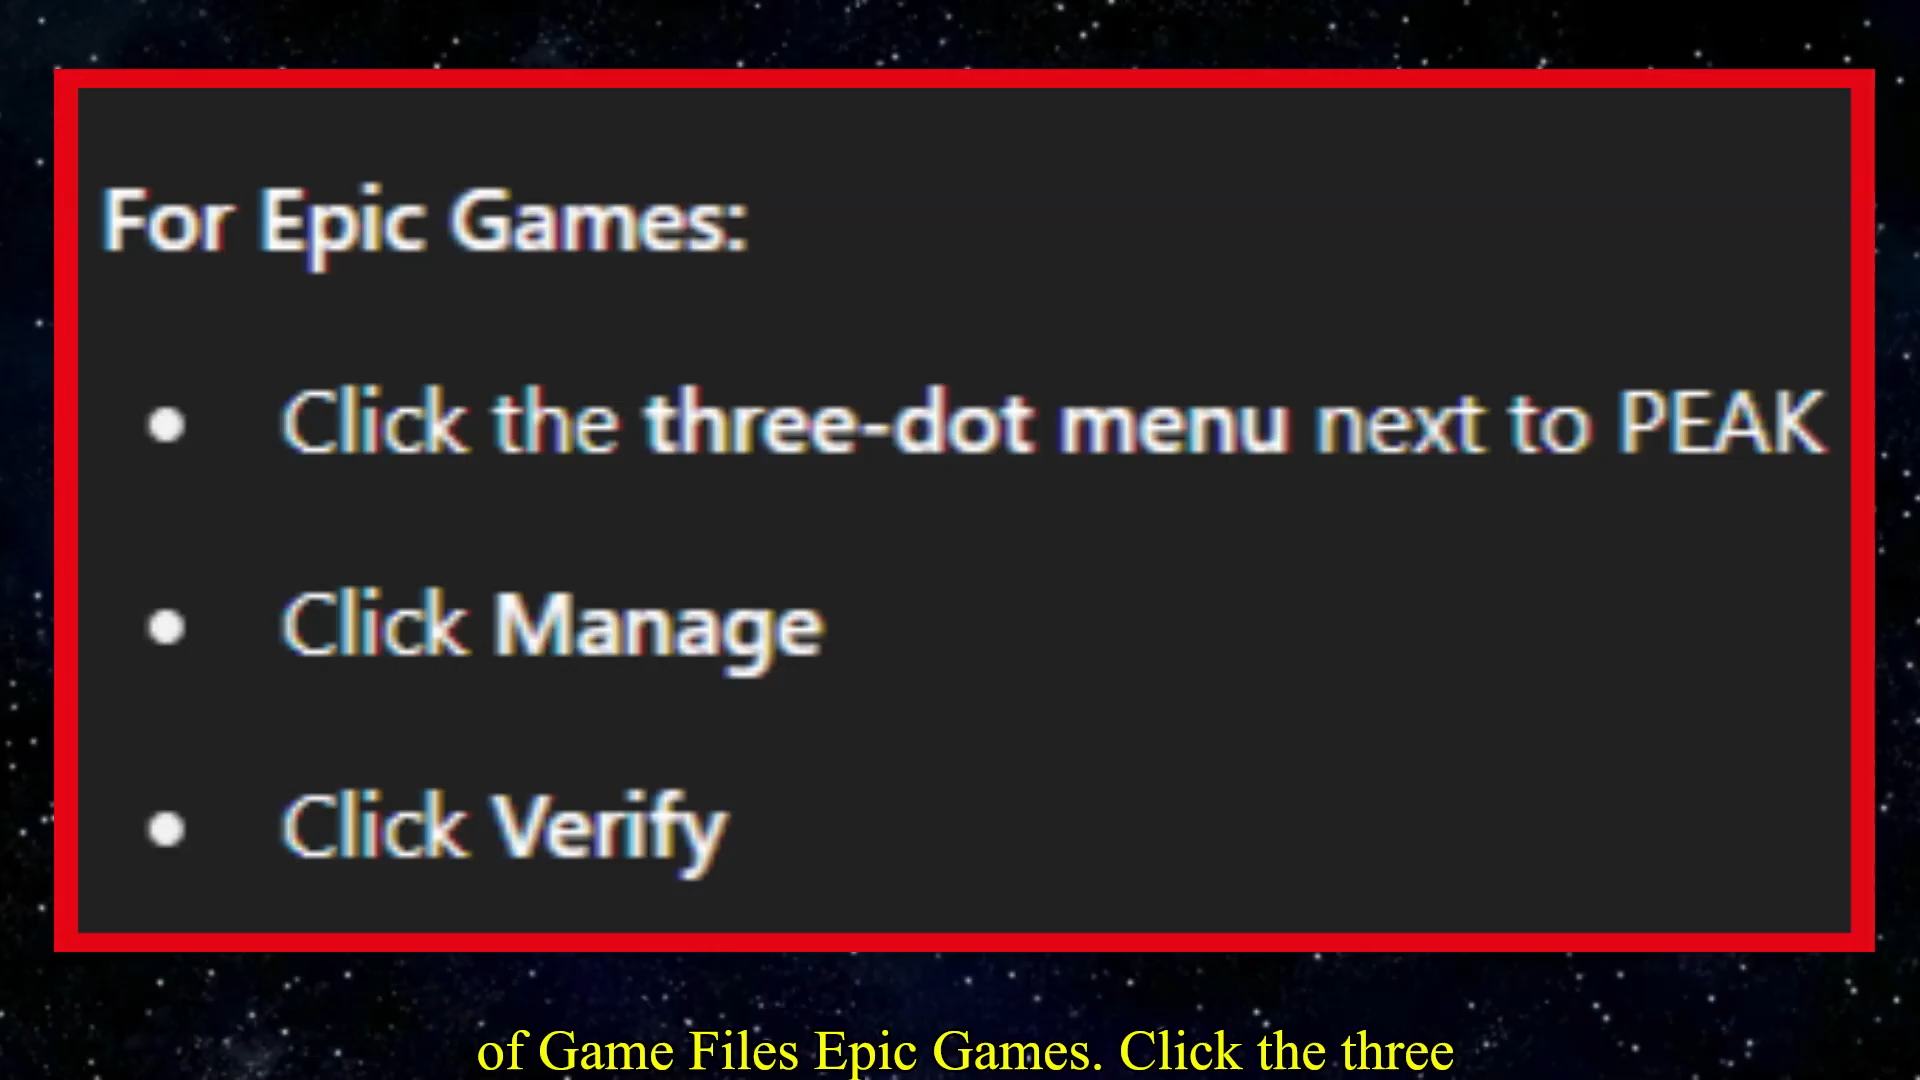 For Epic Games:
• Click the three-dot menu next to PEAK
• Click Manage
• Click Verify
of Game Files Epic Games. Click the three